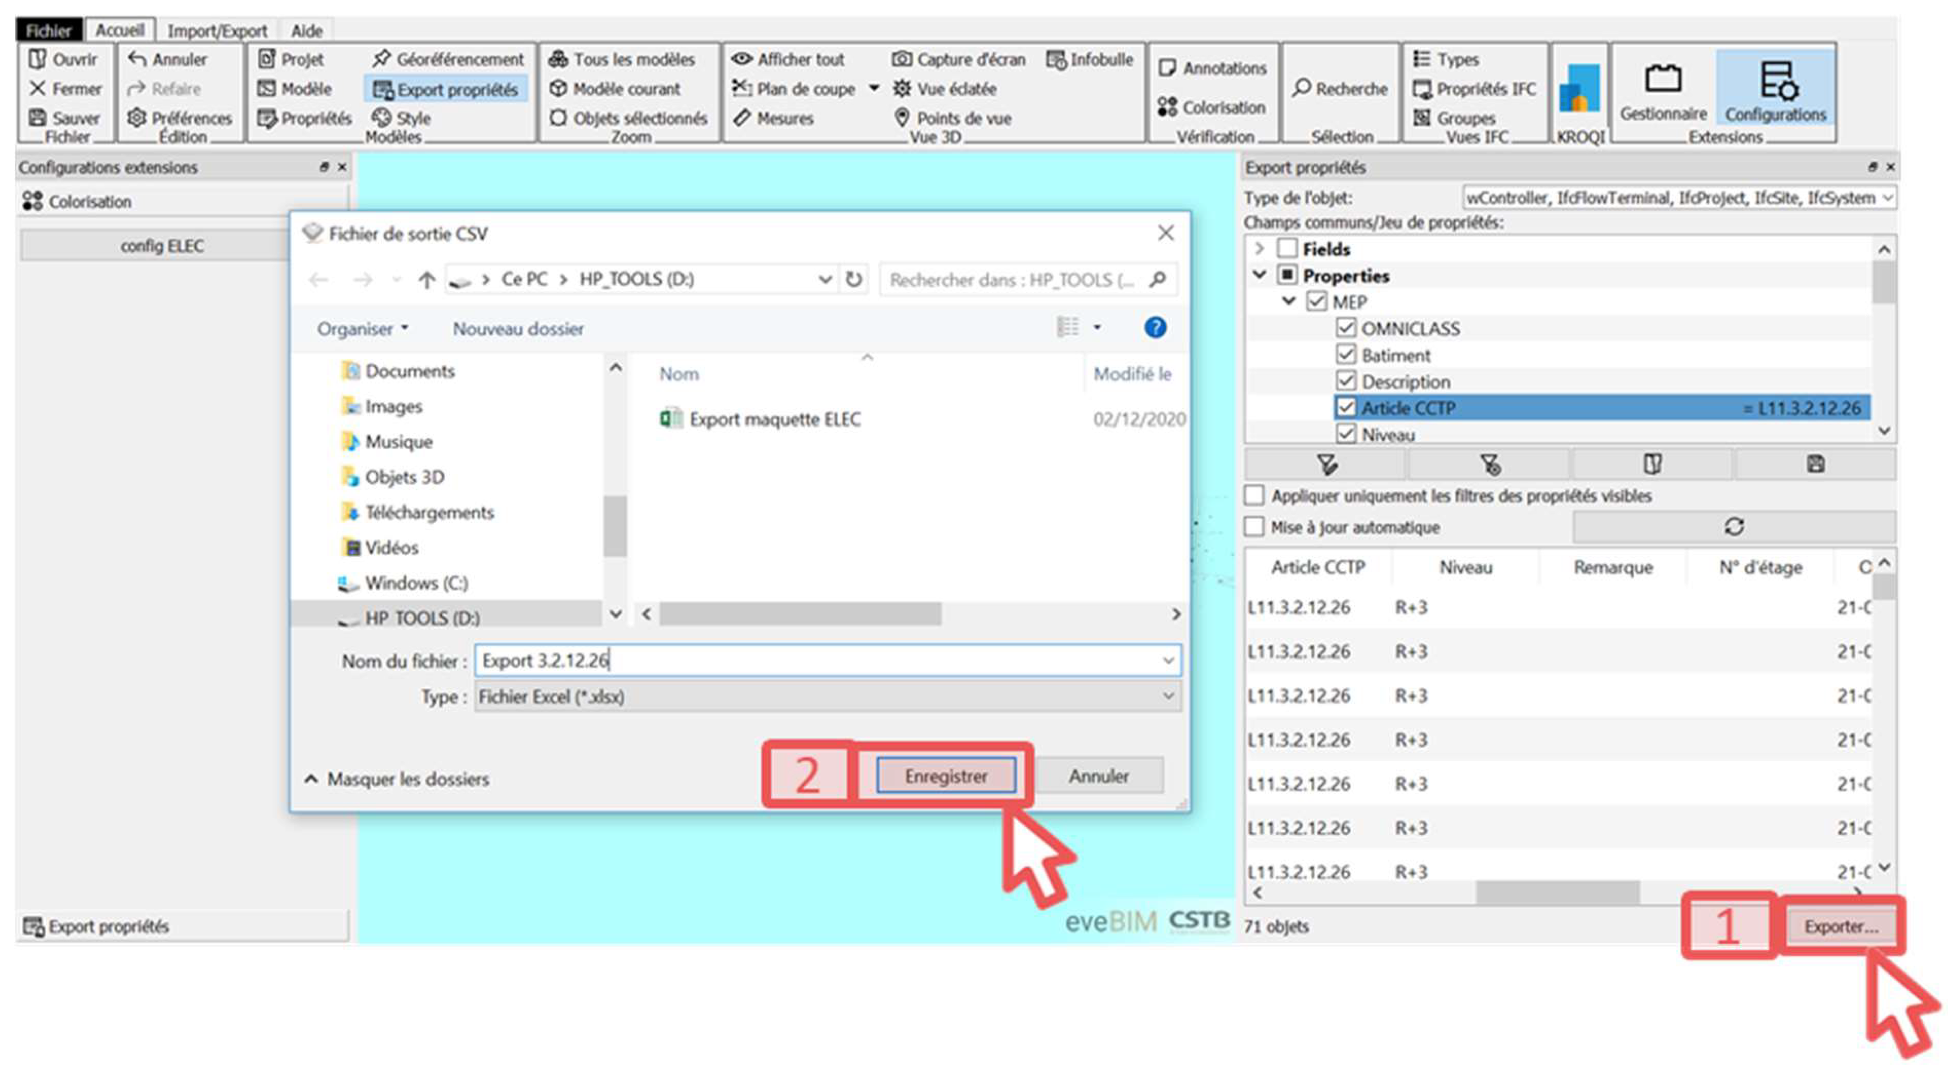 Fichier Accueil Import/Export Aide
Ouvrir Annuler Projet Géoréférencement Tous les modèles Afficher tout Capture d'écran Infobulle Annotations Types
Fermer Refaire Modèle Export propriétés Modèle courant Plan de coupe Vue éclatée Recherche Propriétés IFC
Sauver Préférences Propriétés Style Objets sélectionnés Mesures Points de vue Colorisation Groupes Gestionnaire Configurations
Fichier Édition Modèles Zoom Vue 3D Vérification Sélection Vues IFC KROQI Extensions
Configurations extensions
Colorisation
config ELEC
Export propriétés
Fichier de sortie CSV
Ce PC > HP_TOOLS (D:)
Rechercher dans : HP_TOOLS (...
Organiser Nouveau dossier
?
Documents
Images
Musique
Objets 3D
Téléchargements
Vidéos
Windows (C:)
HP_TOOLS (D:)
Nom Modifié le
Export maquette ELEC 02/12/2020
Nom du fichier : Export 3.2.12.26
Type : Fichier Excel (*.xlsx)
Masquer les dossiers
2 Enregistrer Annuler
eveBIM CSTB
Export propriétés
Type de l'objet: wController, IfcFlowTerminal, IfcProject, IfcSite, IfcSystem
Champs communs/Jeu de propriétés:
Fields
Properties
MEP
OMNICLASS
Batiment
Description
Article CCTP = L11.3.2.12.26
Niveau
Appliquer uniquement les filtres des propriétés visibles
Mise à jour automatique
Article CCTP Niveau Remarque N° d'étage
L11.3.2.12.26 R+3 21-
L11.3.2.12.26 R+3 21-
L11.3.2.12.26 R+3 21-
L11.3.2.12.26 R+3 21-
L11.3.2.12.26 R+3 21-
L11.3.2.12.26 R+3 21-
L11.3.2.12.26 R+3 21-
71 objets
1 Exporter...